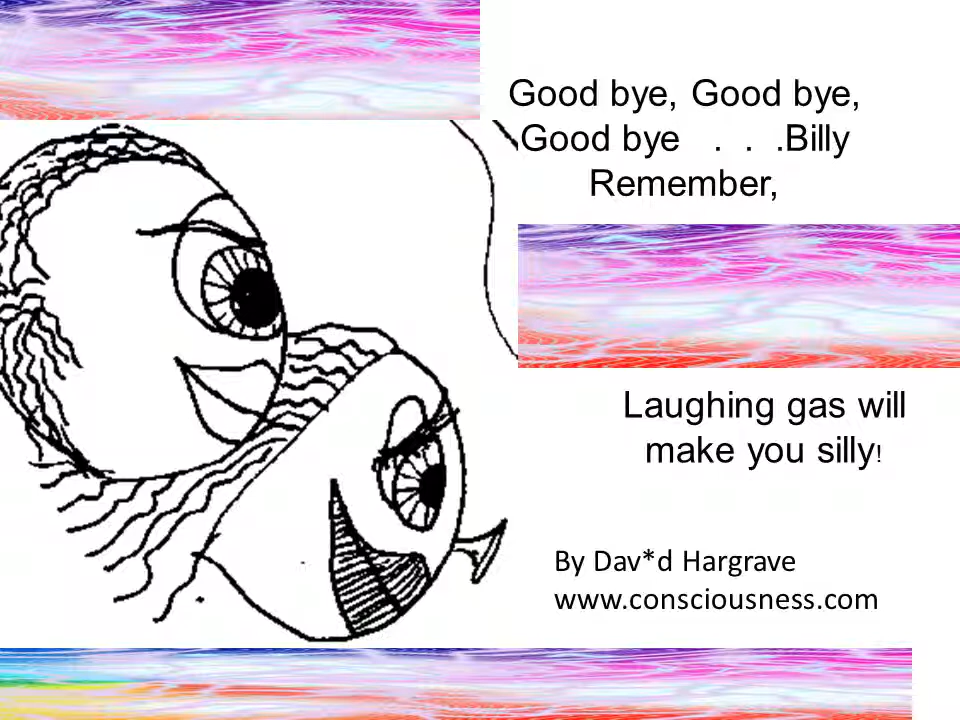 Good bye, Good bye,
Good bye   .  .  .Billy
Remember,
Laughing gas will
make you silly!
By Dav*d Hargrave
www.consciousness.com